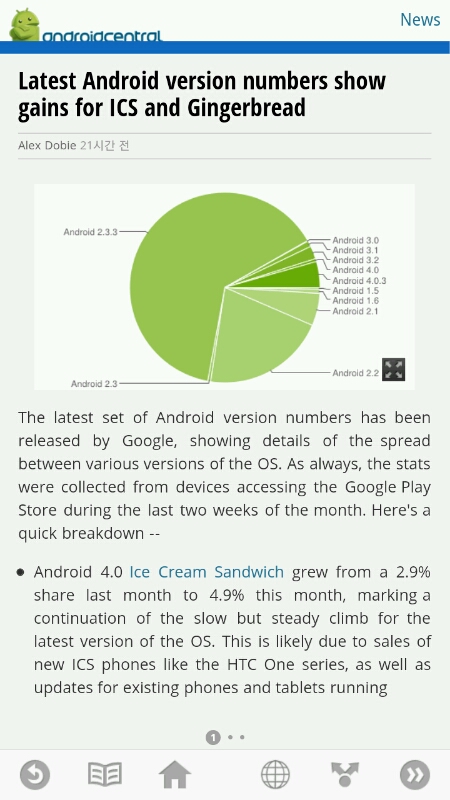 androidcentral
News
Latest Android version numbers show
gains for ICS and Gingerbread
Alex Dobie 21시간 전
Android 2.3.3
Android 3.0
Android 3.1
Android 3.2
Android 4.0
Android 4.0.3
Android 1.5
Android 1.6
Android 2.1
Android 2.2
Android 2.3
The latest set of Android version numbers has been
released by Google, showing details of the spread
between various versions of the OS. As always, the stats
were collected from devices accessing the Google Play
Store during the last two weeks of the month. Here's a
quick breakdown --
• Android 4.0 Ice Cream Sandwich grew from a 2.9%
share last month to 4.9% this month, marking a
continuation of the slow but steady climb for the
latest version of the OS. This is likely due to sales of
new ICS phones like the HTC One series, as well as
updates for existing phones and tablets running
1